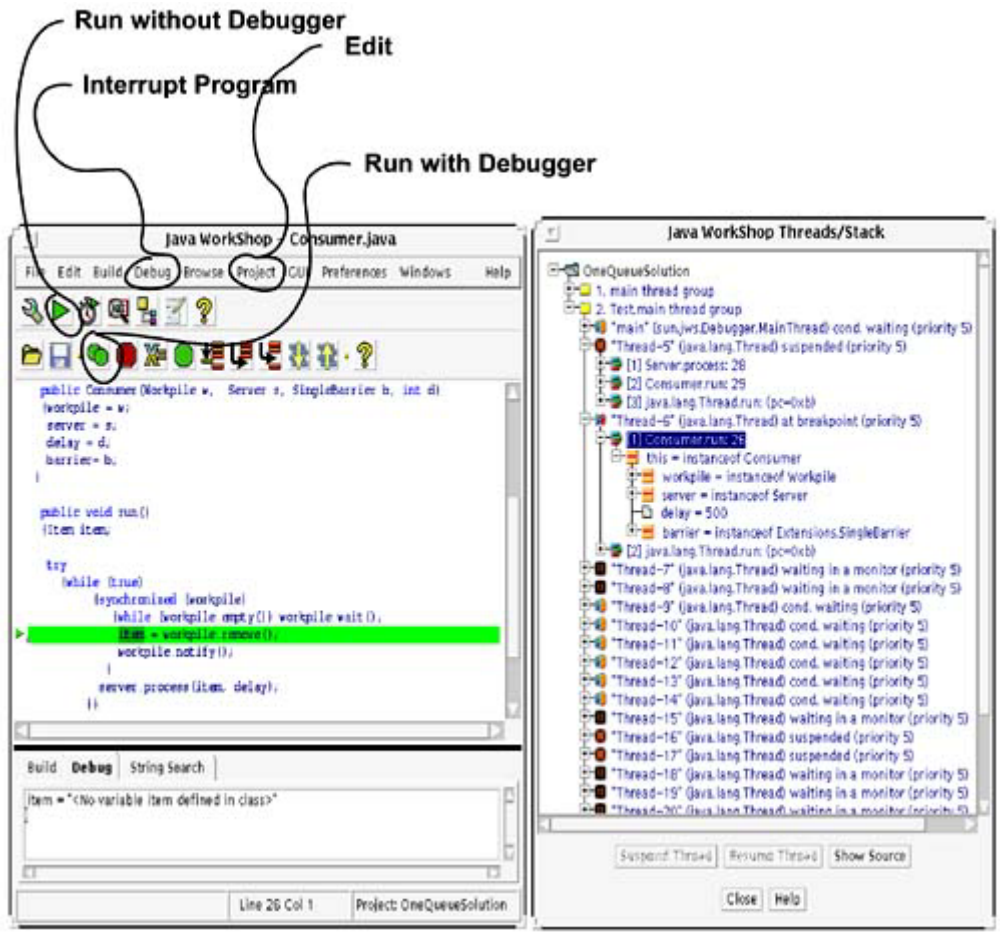 Run without Debugger
Edit
Interrupt Program
Run with Debugger
Java WorkShop - Consumer.java
File Edit Build Debug Browse Project GUI Preferences Windows Help
public Consumer(Workpile w, Server s, SingleBarrier b, int d)
{workpile = w;
server = s;
delay = d;
barrier= b;
}
public void run()
{Item item;
try
{while (true)
{synchronized (workpile)
{while (workpile.empty()) workpile.wait();
item = workpile.remove();
workpile.notify();
}
server.process(item, delay);
}}
Build Debug String Search
item = "<No variable item defined in class>"
Line 26 Col 1 Project: OneQueueSolution
Java WorkShop Threads/Stack
OneQueueSolution
1. main thread group
2. Test.main thread group
"main" (sun.jws.Debugger.MainThread) cond. waiting (priority 5)
"Thread-5" (java.lang.Thread) suspended (priority 5)
[1] Server.process: 28
[2] Consumer.run: 29
[3] java.lang.Thread.run: (pc=0xb)
"Thread-6" (java.lang.Thread) at breakpoint (priority 5)
[1] Consumer.run: 26
this = instanceof Consumer
workpile = instanceof Workpile
server = instanceof Server
delay = 500
barrier = instanceof Extensions.SingleBarrier
[2] java.lang.Thread.run: (pc=0xb)
"Thread-7" (java.lang.Thread) waiting in a monitor (priority 5)
"Thread-8" (java.lang.Thread) waiting in a monitor (priority 5)
"Thread-9" (java.lang.Thread) cond. waiting (priority 5)
"Thread-10" (java.lang.Thread) cond. waiting (priority 5)
"Thread-11" (java.lang.Thread) cond. waiting (priority 5)
"Thread-12" (java.lang.Thread) cond. waiting (priority 5)
"Thread-13" (java.lang.Thread) cond. waiting (priority 5)
"Thread-14" (java.lang.Thread) cond. waiting (priority 5)
"Thread-15" (java.lang.Thread) waiting in a monitor (priority 5)
"Thread-16" (java.lang.Thread) suspended (priority 5)
"Thread-17" (java.lang.Thread) suspended (priority 5)
"Thread-18" (java.lang.Thread) waiting in a monitor (priority 5)
"Thread-19" (java.lang.Thread) waiting in a monitor (priority 5)
"Thread-20" (java.lang.Thread) waiting in a monitor (priority 5)
Suspend Thread Resume Thread Show Source
Close Help